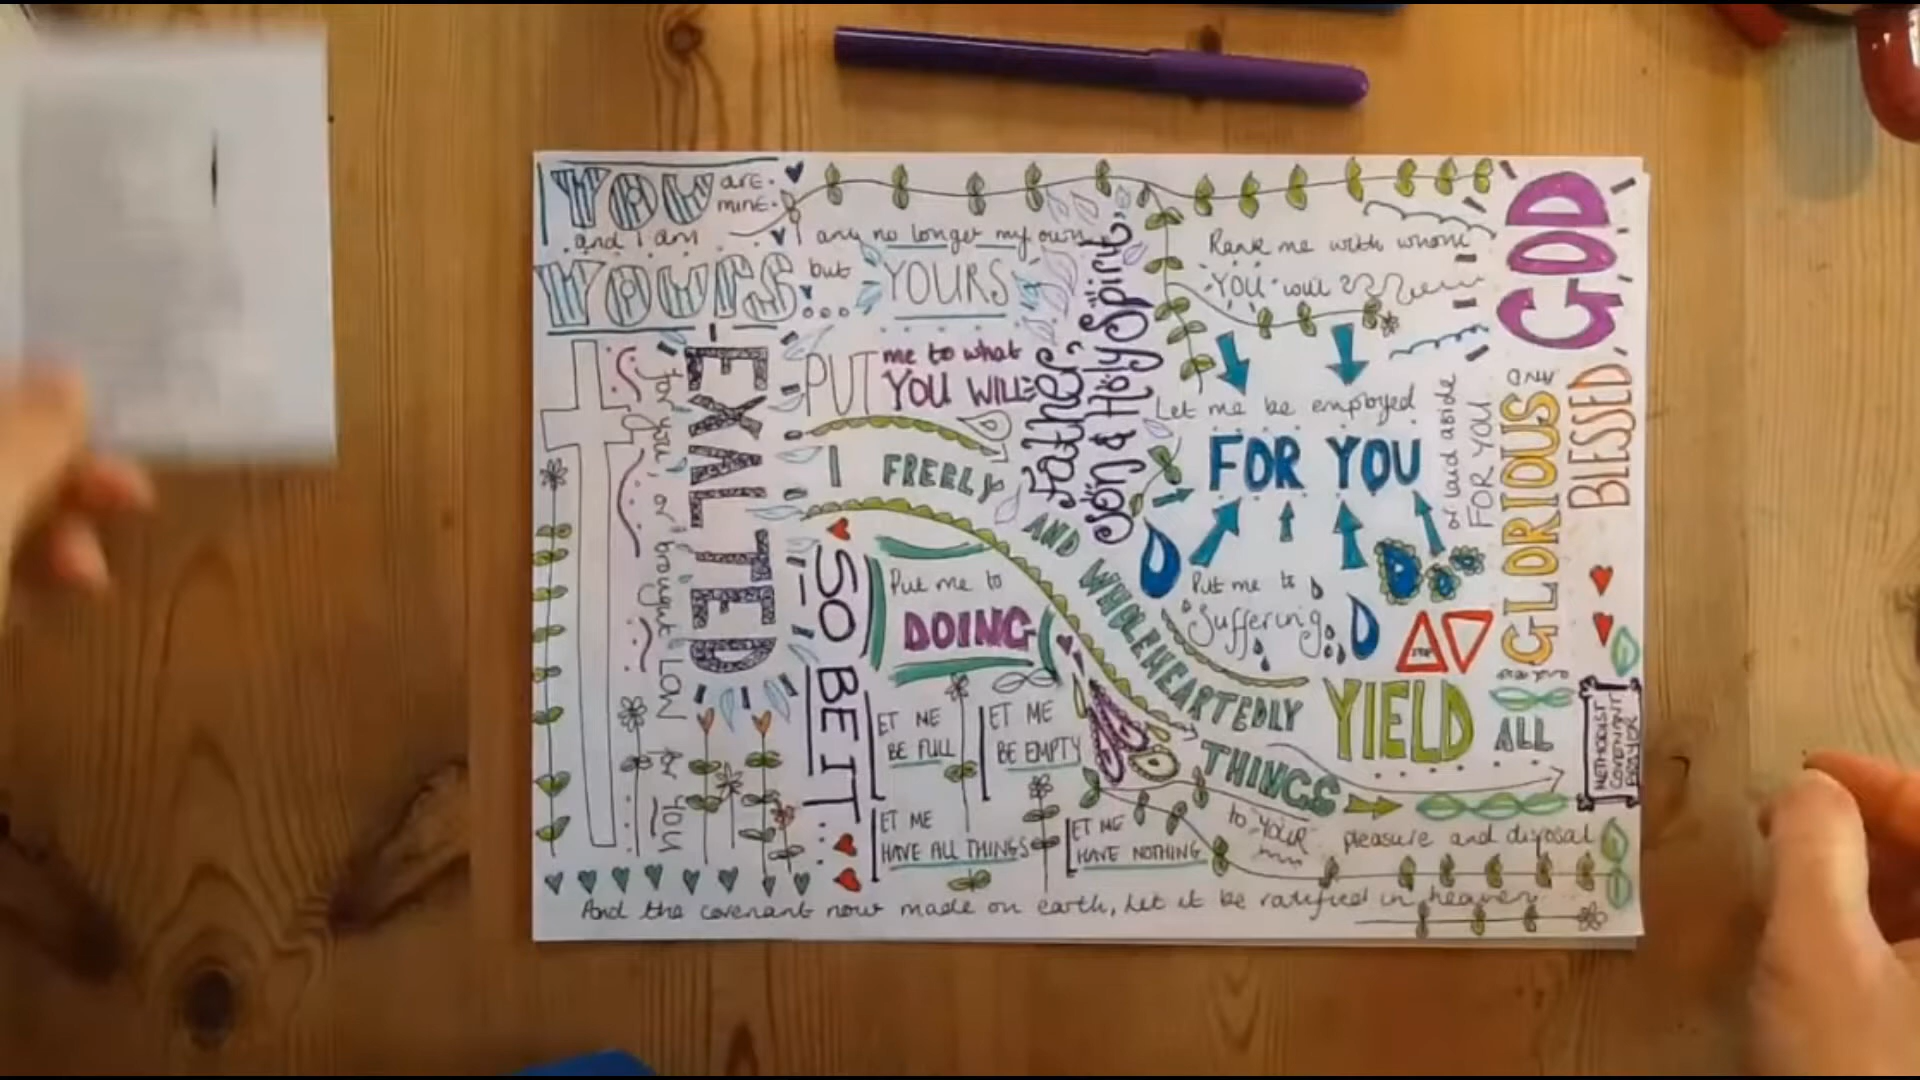 YOU are
mine
and I am
YOURS
but
am no longer my own
YOURS
PUT me to what
YOU WILL
Rank me with whom
YOU will
Let me be employed
FOR YOU
or laid aside
FOR YOU
Put me to
DOING
Put me to
Suffering
EXALTED
for you, or brought LOW for YOU
LET ME
BE FULL
LET ME
BE EMPTY
LET ME
HAVE ALL THINGS
LET ME
HAVE NOTHING
I FREELY AND WHOLEHEARTEDLY
YIELD ALL
THINGS
to YOUR pleasure and disposal
GLORIOUS AND
BLESSED
GOD
Father,
Son & Holy Spirit,
SO BE IT
And the covenant now made on earth, let it be ratified in heaven
METHODIST
COVENANT
PRAYER